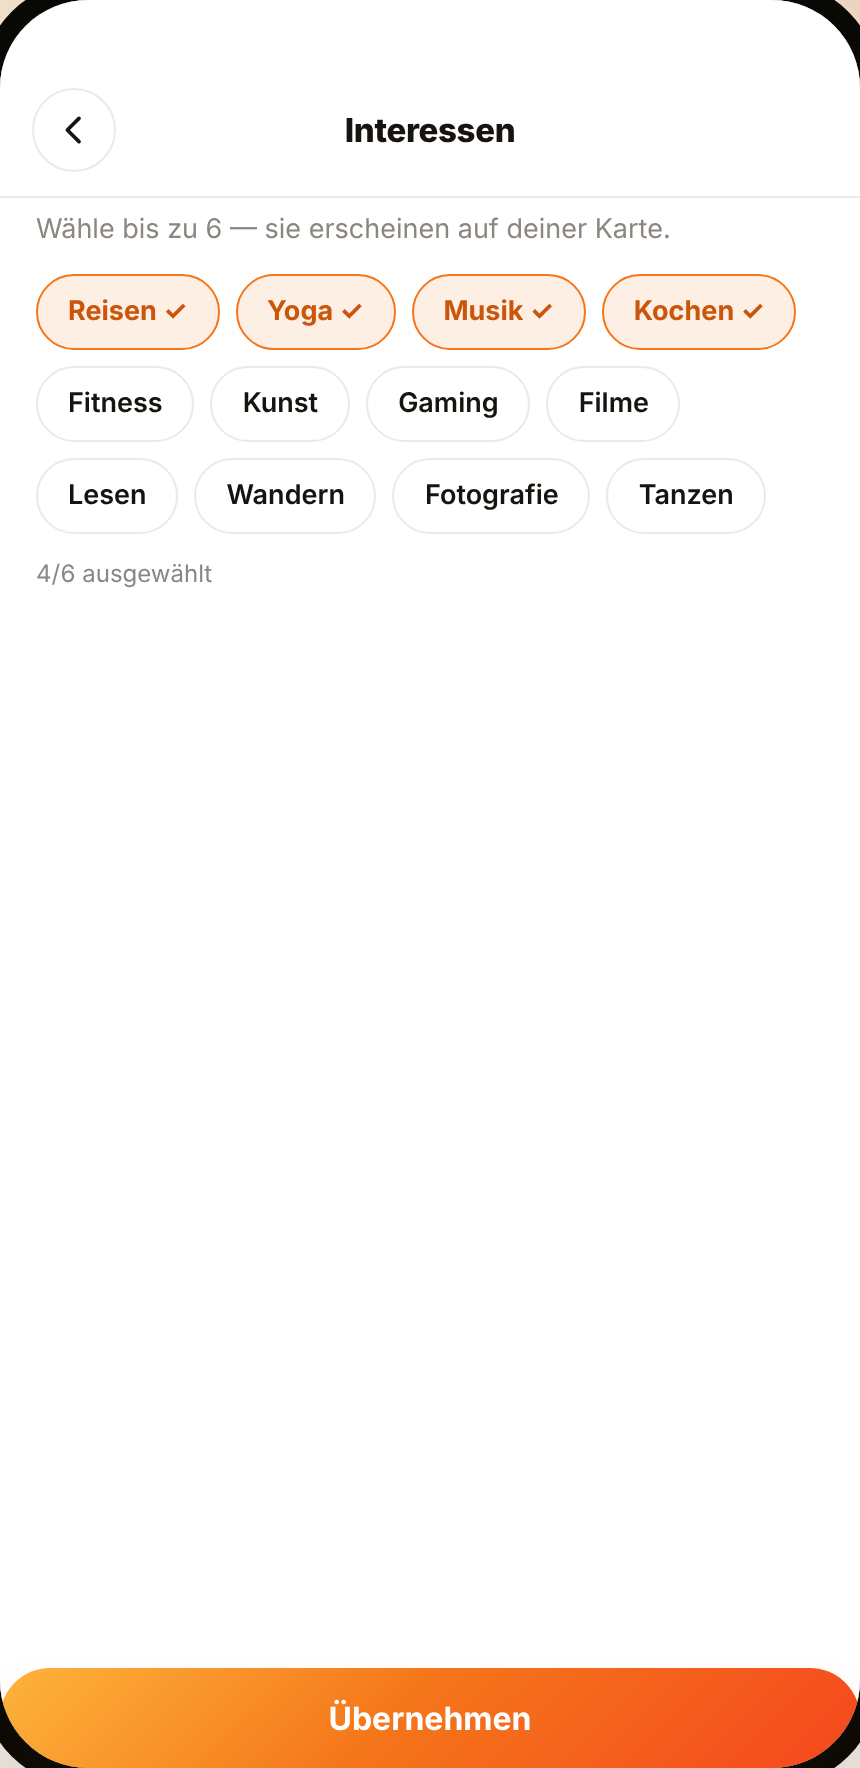 Interessen
Wähle bis zu 6 — sie erscheinen auf deiner Karte.
Reisen ✓ Yoga ✓ Musik ✓ Kochen ✓
Fitness Kunst Gaming Filme
Lesen Wandern Fotografie Tanzen
4/6 ausgewählt
Übernehmen